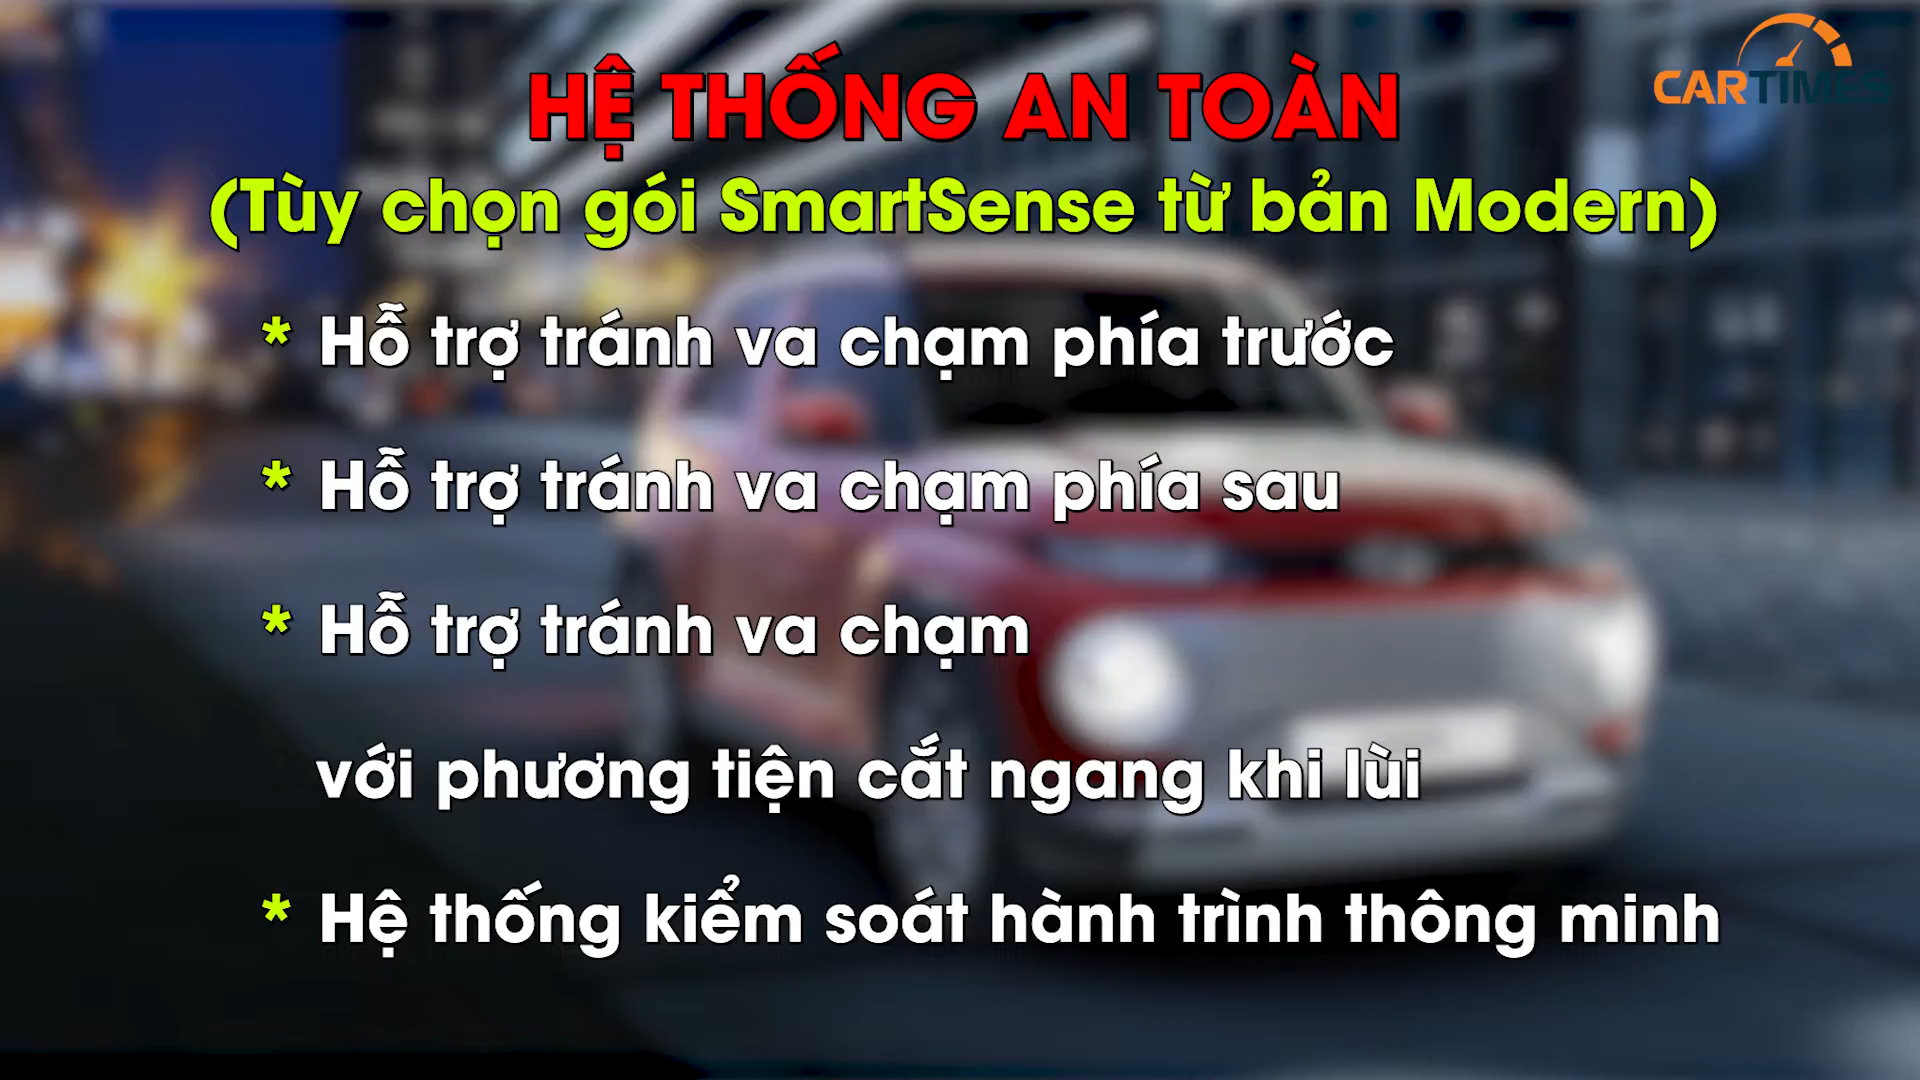 CARTIMES
HỆ THỐNG AN TOÀN
(Tùy chọn gói SmartSense từ bản Modern)
* Hỗ trợ tránh va chạm phía trước
* Hỗ trợ tránh va chạm phía sau
* Hỗ trợ tránh va chạm
với phương tiện cắt ngang khi lùi
* Hệ thống kiểm soát hành trình thông minh